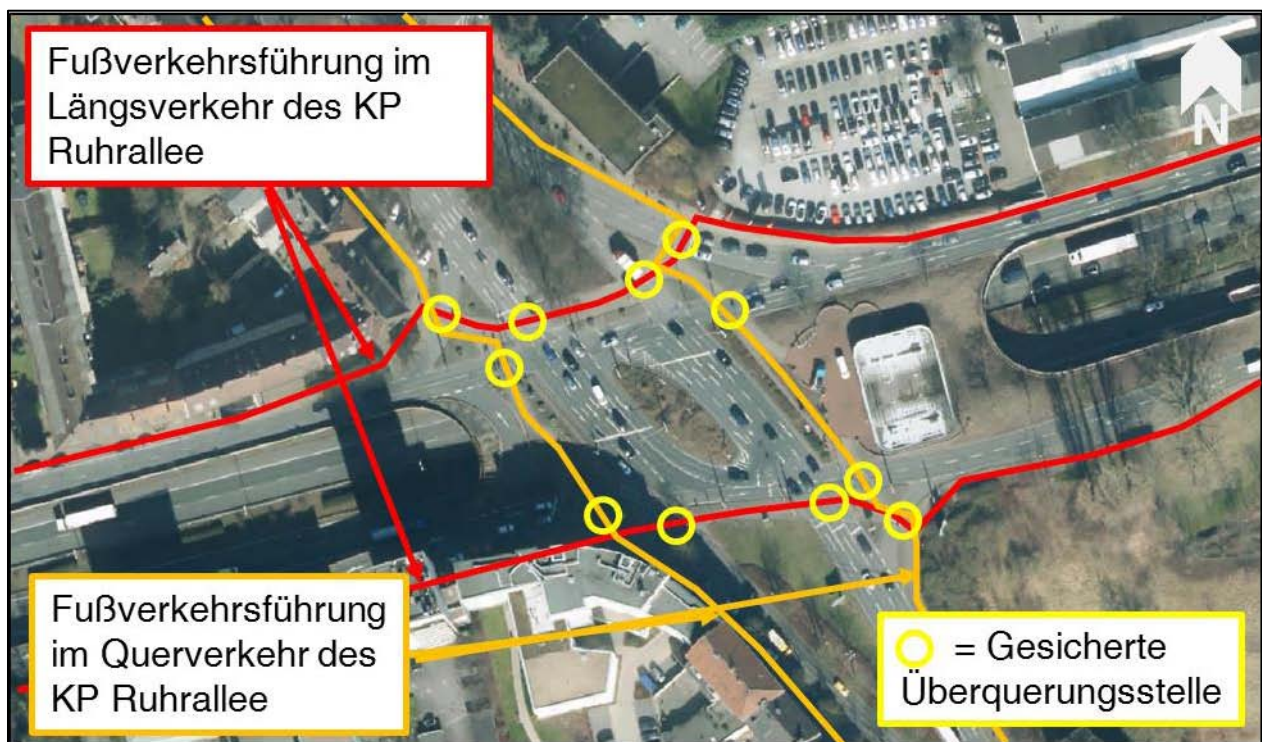 Fußverkehrsführung im
Längsverkehr des KP
Ruhrallee
N
Fußverkehrsführung
im Querverkehr des
KP Ruhrallee
= Gesicherte
Überquerungsstelle